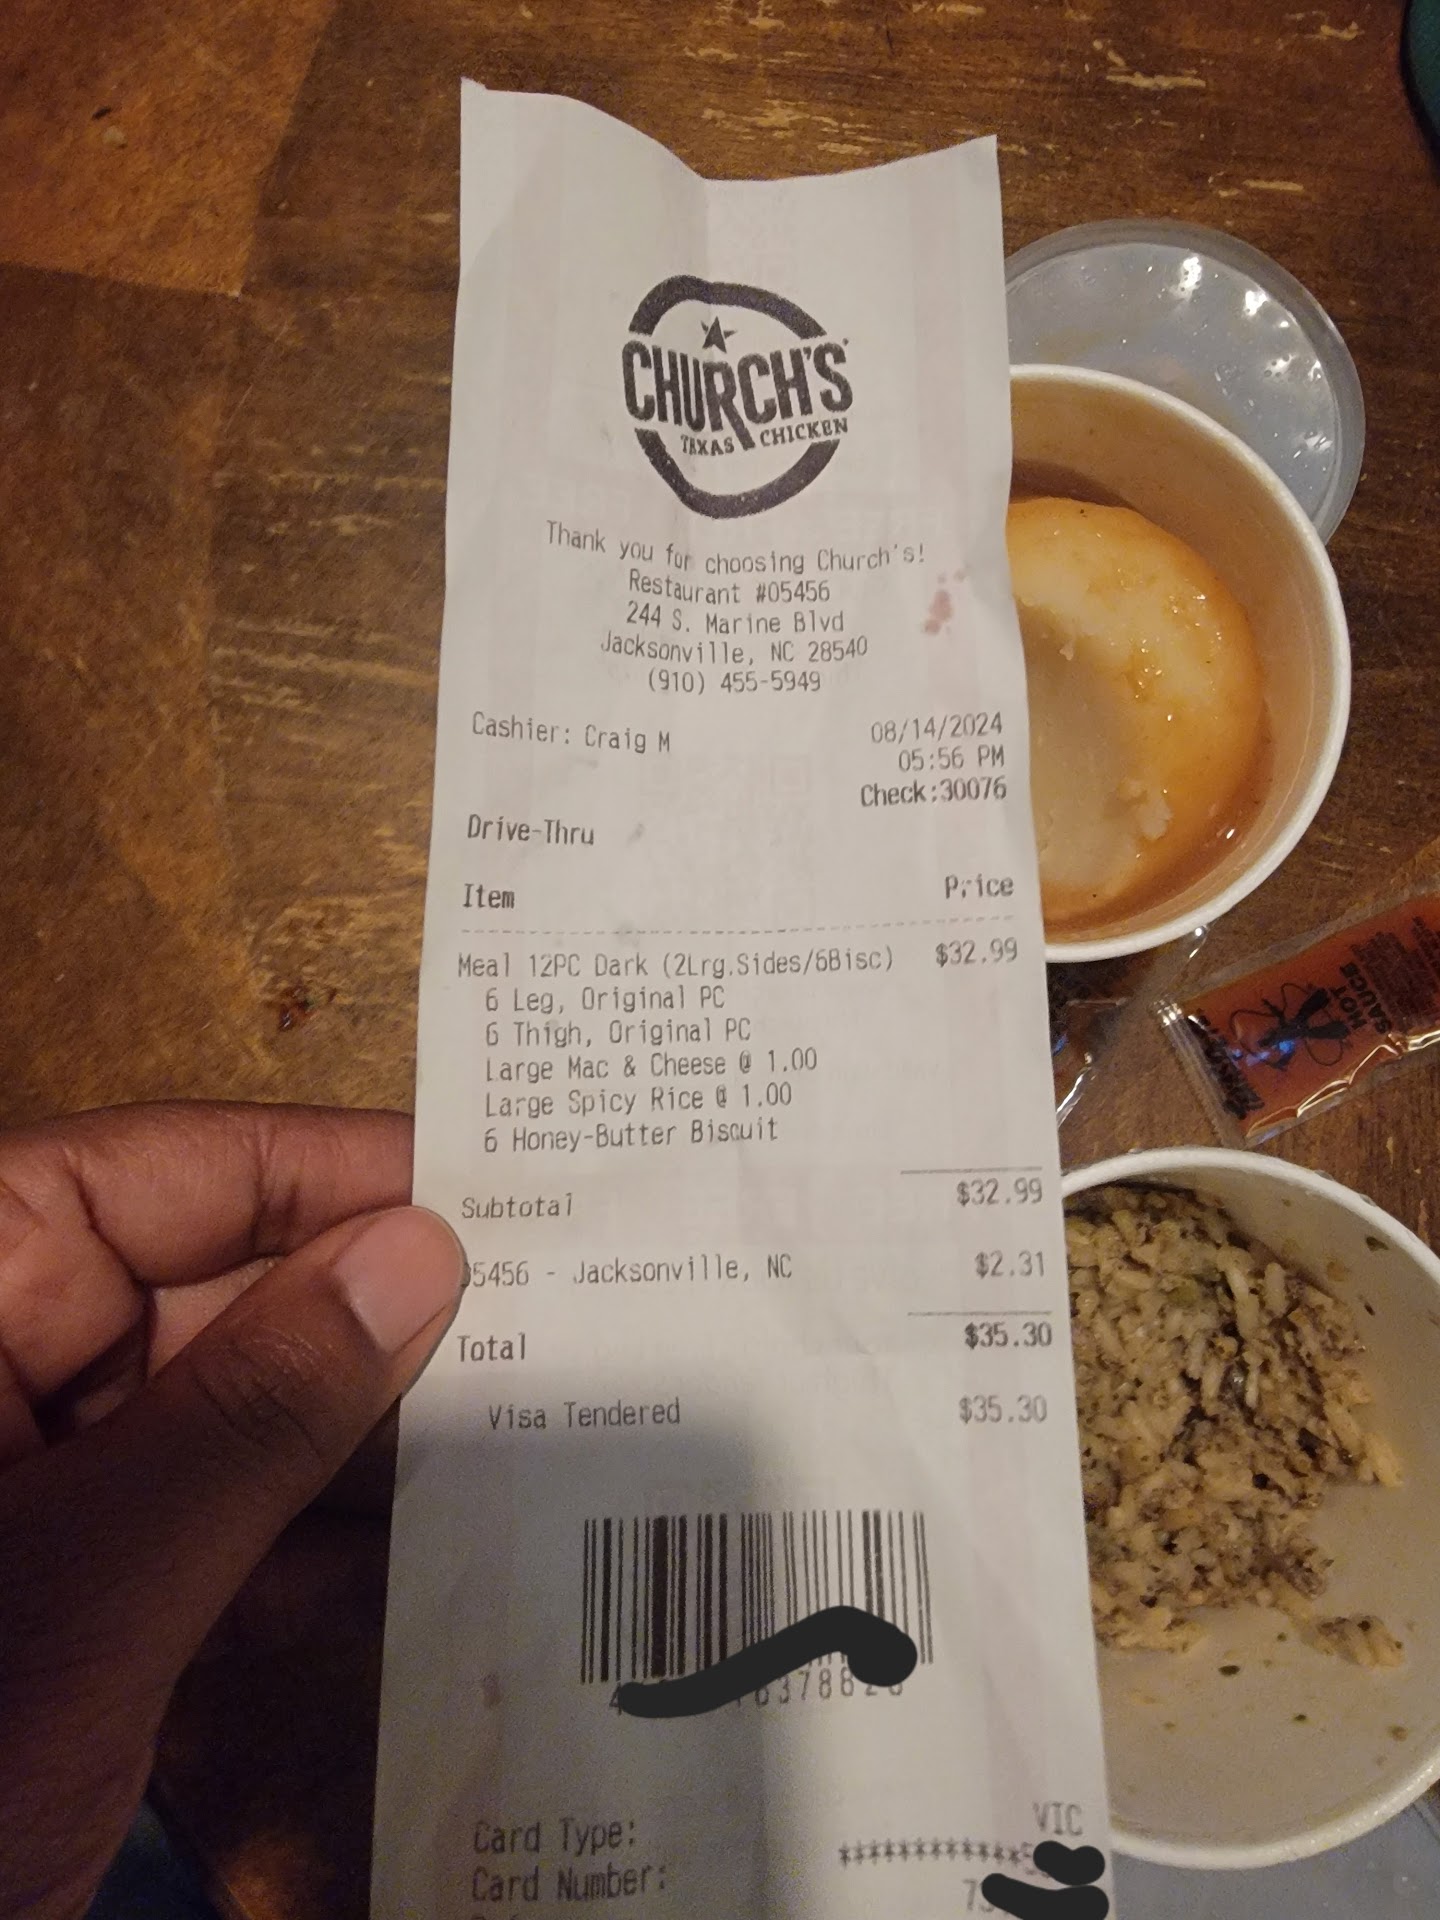 CHURCH'S
TEXAS CHICKEN
Thank you for choosing Church's!
Restaurant #05456
244 S. Marine Blvd
Jacksonville, NC 28540
(910) 455-5949
Cashier: Craig M 08/14/2024
05:56 PM
Check:30076
Drive-Thru
Item Price
Meal 12PC Dark (2Lrg.Sides/6Bisc) $32.99
6 Leg, Original PC
6 Thigh, Original PC
Large Mac & Cheese @ 1.00
Large Spicy Rice @ 1.00
6 Honey-Butter Biscuit
Subtotal $32.99
5456 - Jacksonville, NC $2.31
Total $35.30
Visa Tendered $35.30
Card Type: VIC
Card Number: ************5
HOT
SAUCE